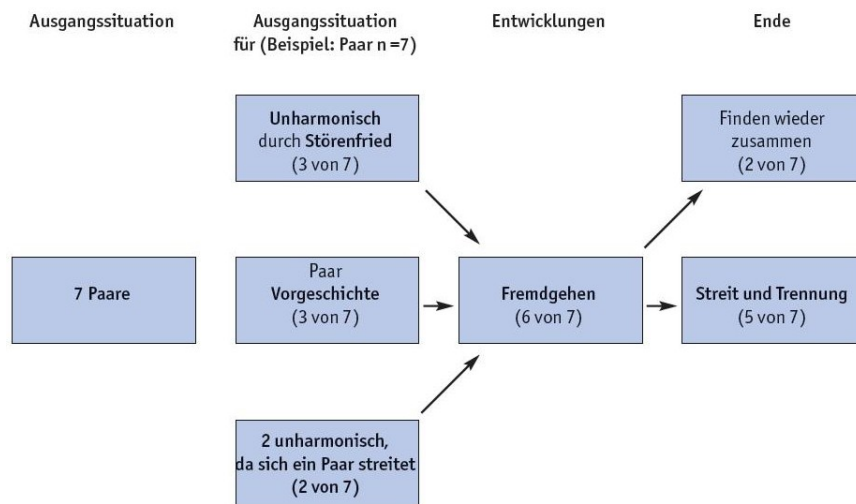 Ausgangssituation
Ausgangssituation
für (Beispiel: Paar n =7)
Entwicklungen
Ende
Unharmonisch
durch Störenfried
(3 von 7)
Finden wieder
zusammen
(2 von 7)
7 Paare
Paar
Vorgeschichte
(3 von 7)
Fremdgehen
(6 von 7)
Streit und Trennung
(5 von 7)
2 unharmonisch,
da sich ein Paar streitet
(2 von 7)